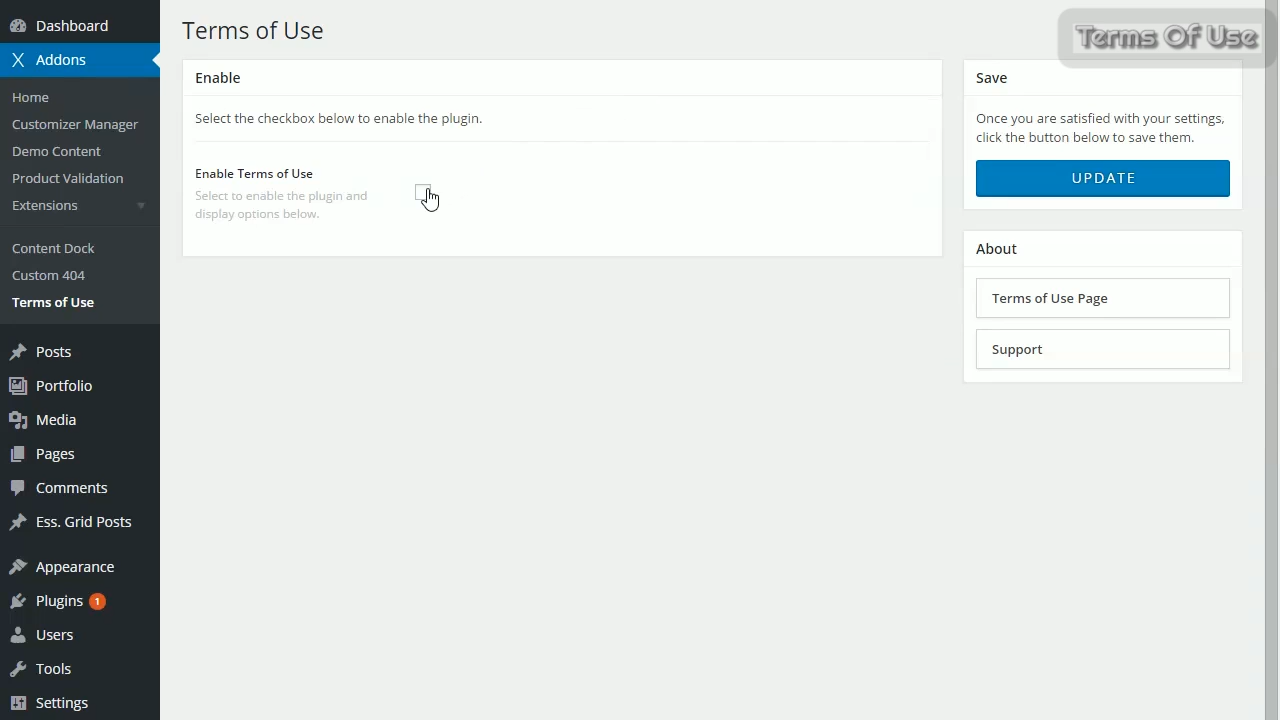 Dashboard
Addons
Home
Customizer Manager
Demo Content
Product Validation
Extensions
Content Dock
Custom 404
Terms of Use
Posts
Portfolio
Media
Pages
Comments
Ess. Grid Posts
Appearance
Plugins 1
Users
Tools
Settings
Terms of Use
Enable
Select the checkbox below to enable the plugin.
Enable Terms of Use
Select to enable the plugin and
display options below.
Terms Of Use
Save
Once you are satisfied with your settings,
click the button below to save them.
UPDATE
About
Terms of Use Page
Support